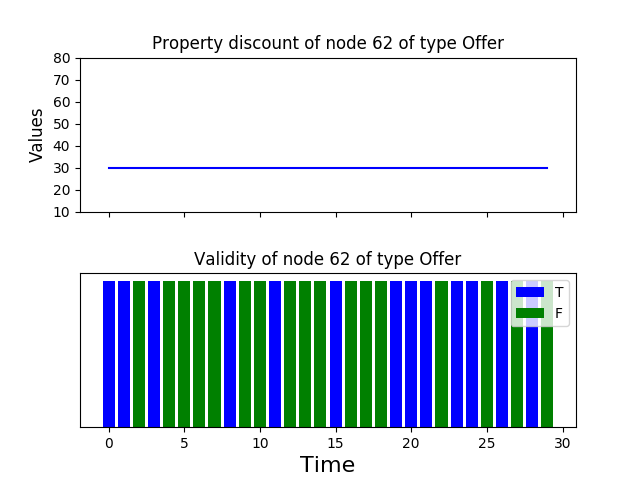 Property discount of node 62 of type Offer
80
70
60
50
40
30
20
10
Values
Validity of node 62 of type Offer
T
F
0 5 10 15 20 25 30
Time